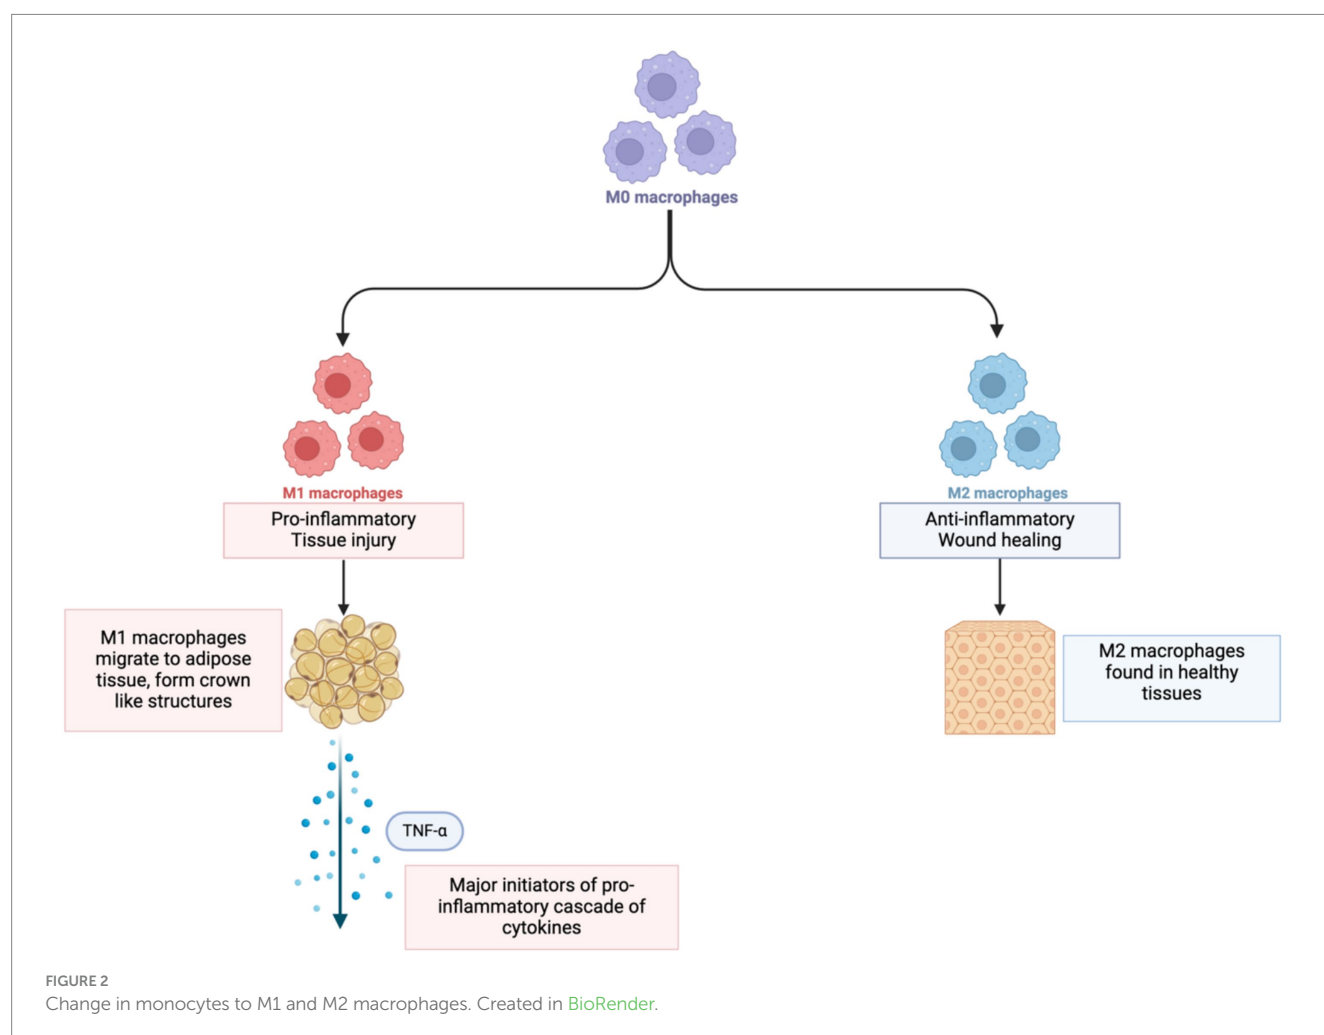 M0 macrophages
M1 macrophages
Pro-inflammatory
Tissue injury
M1 macrophages
migrate to adipose
tissue, form crown
like structures
TNF-α
Major initiators of pro-
inflammatory cascade of
cytokines
M2 macrophages
Anti-inflammatory
Wound healing
M2 macrophages
found in healthy
tissues
FIGURE 2
Change in monocytes to M1 and M2 macrophages. Created in BioRender.